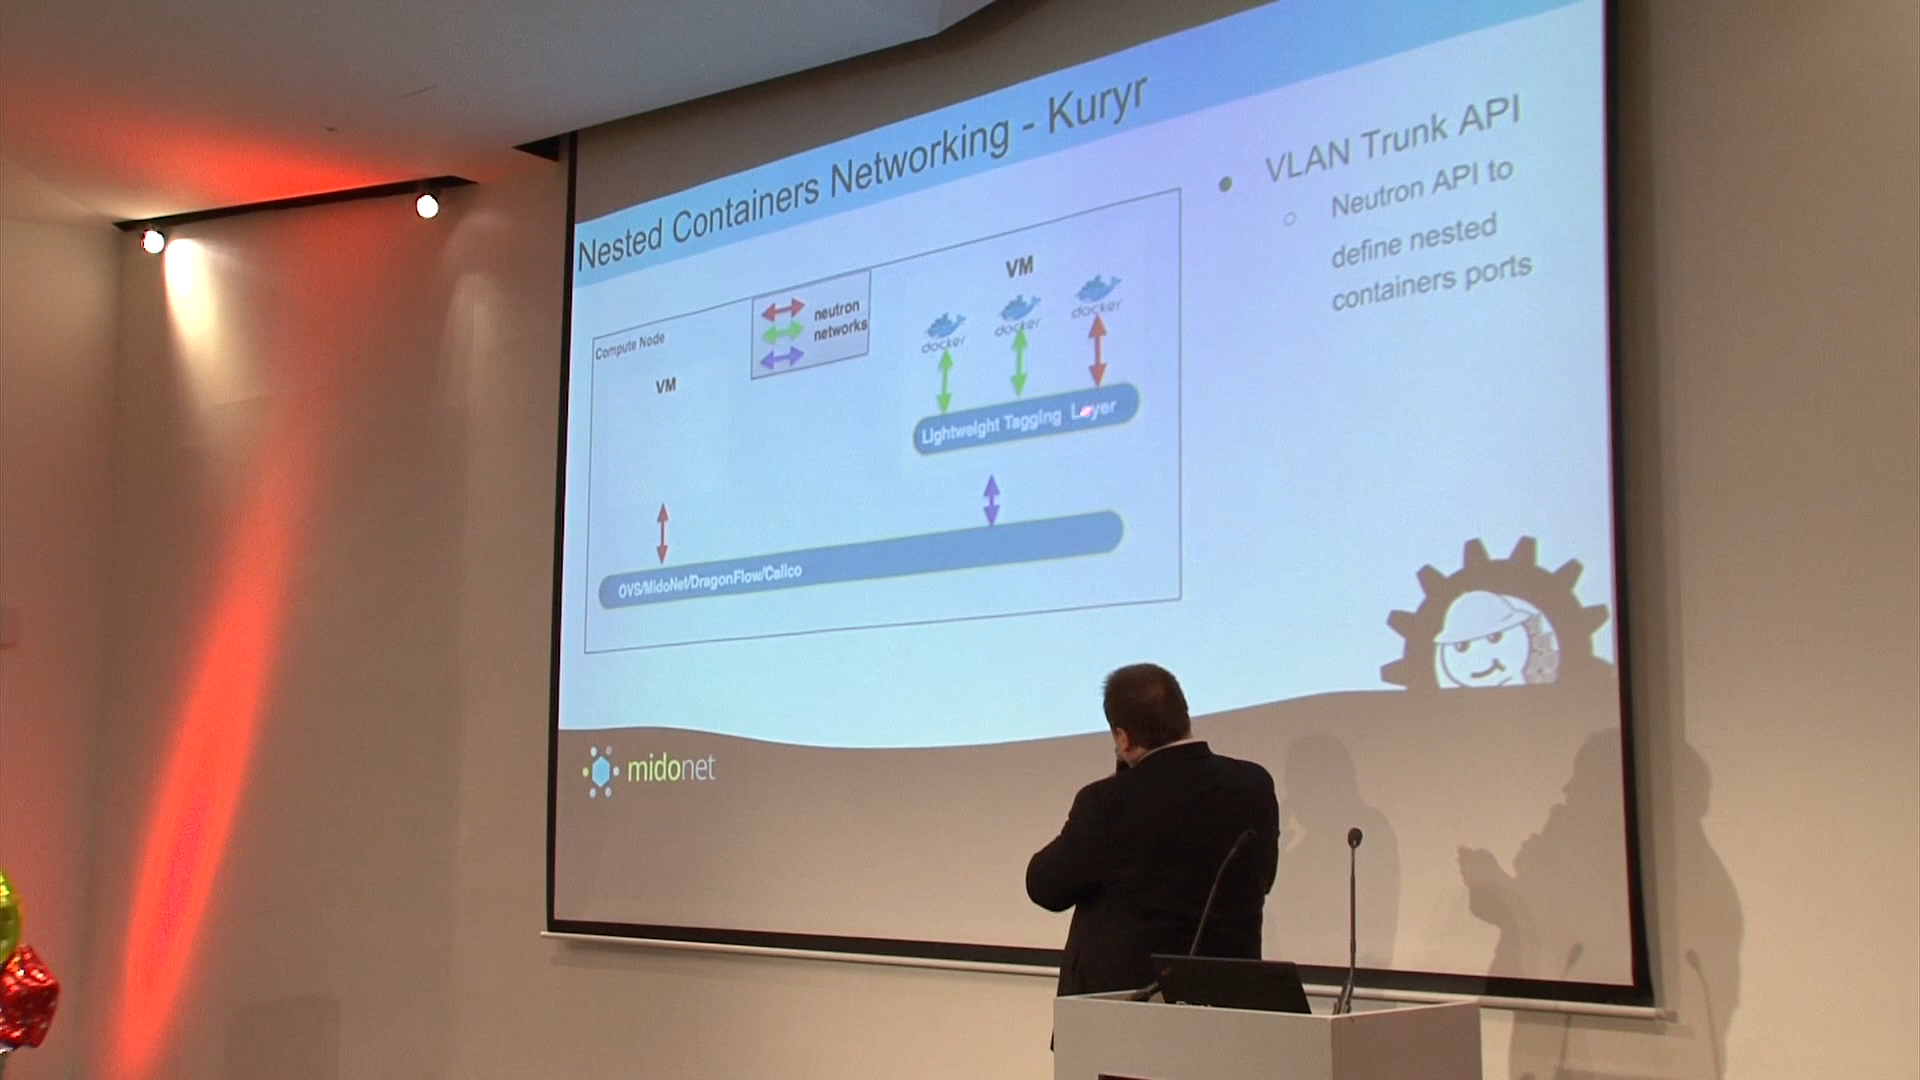 Nested Containers Networking - Kuryr
Compute Node
VM
neutron
networks
VM
docker
docker
docker
Lightweight Tagging Layer
OVS/MidoNet/DragonFlow/Calico
VLAN Trunk API
Neutron API to
define nested
containers ports
midonet